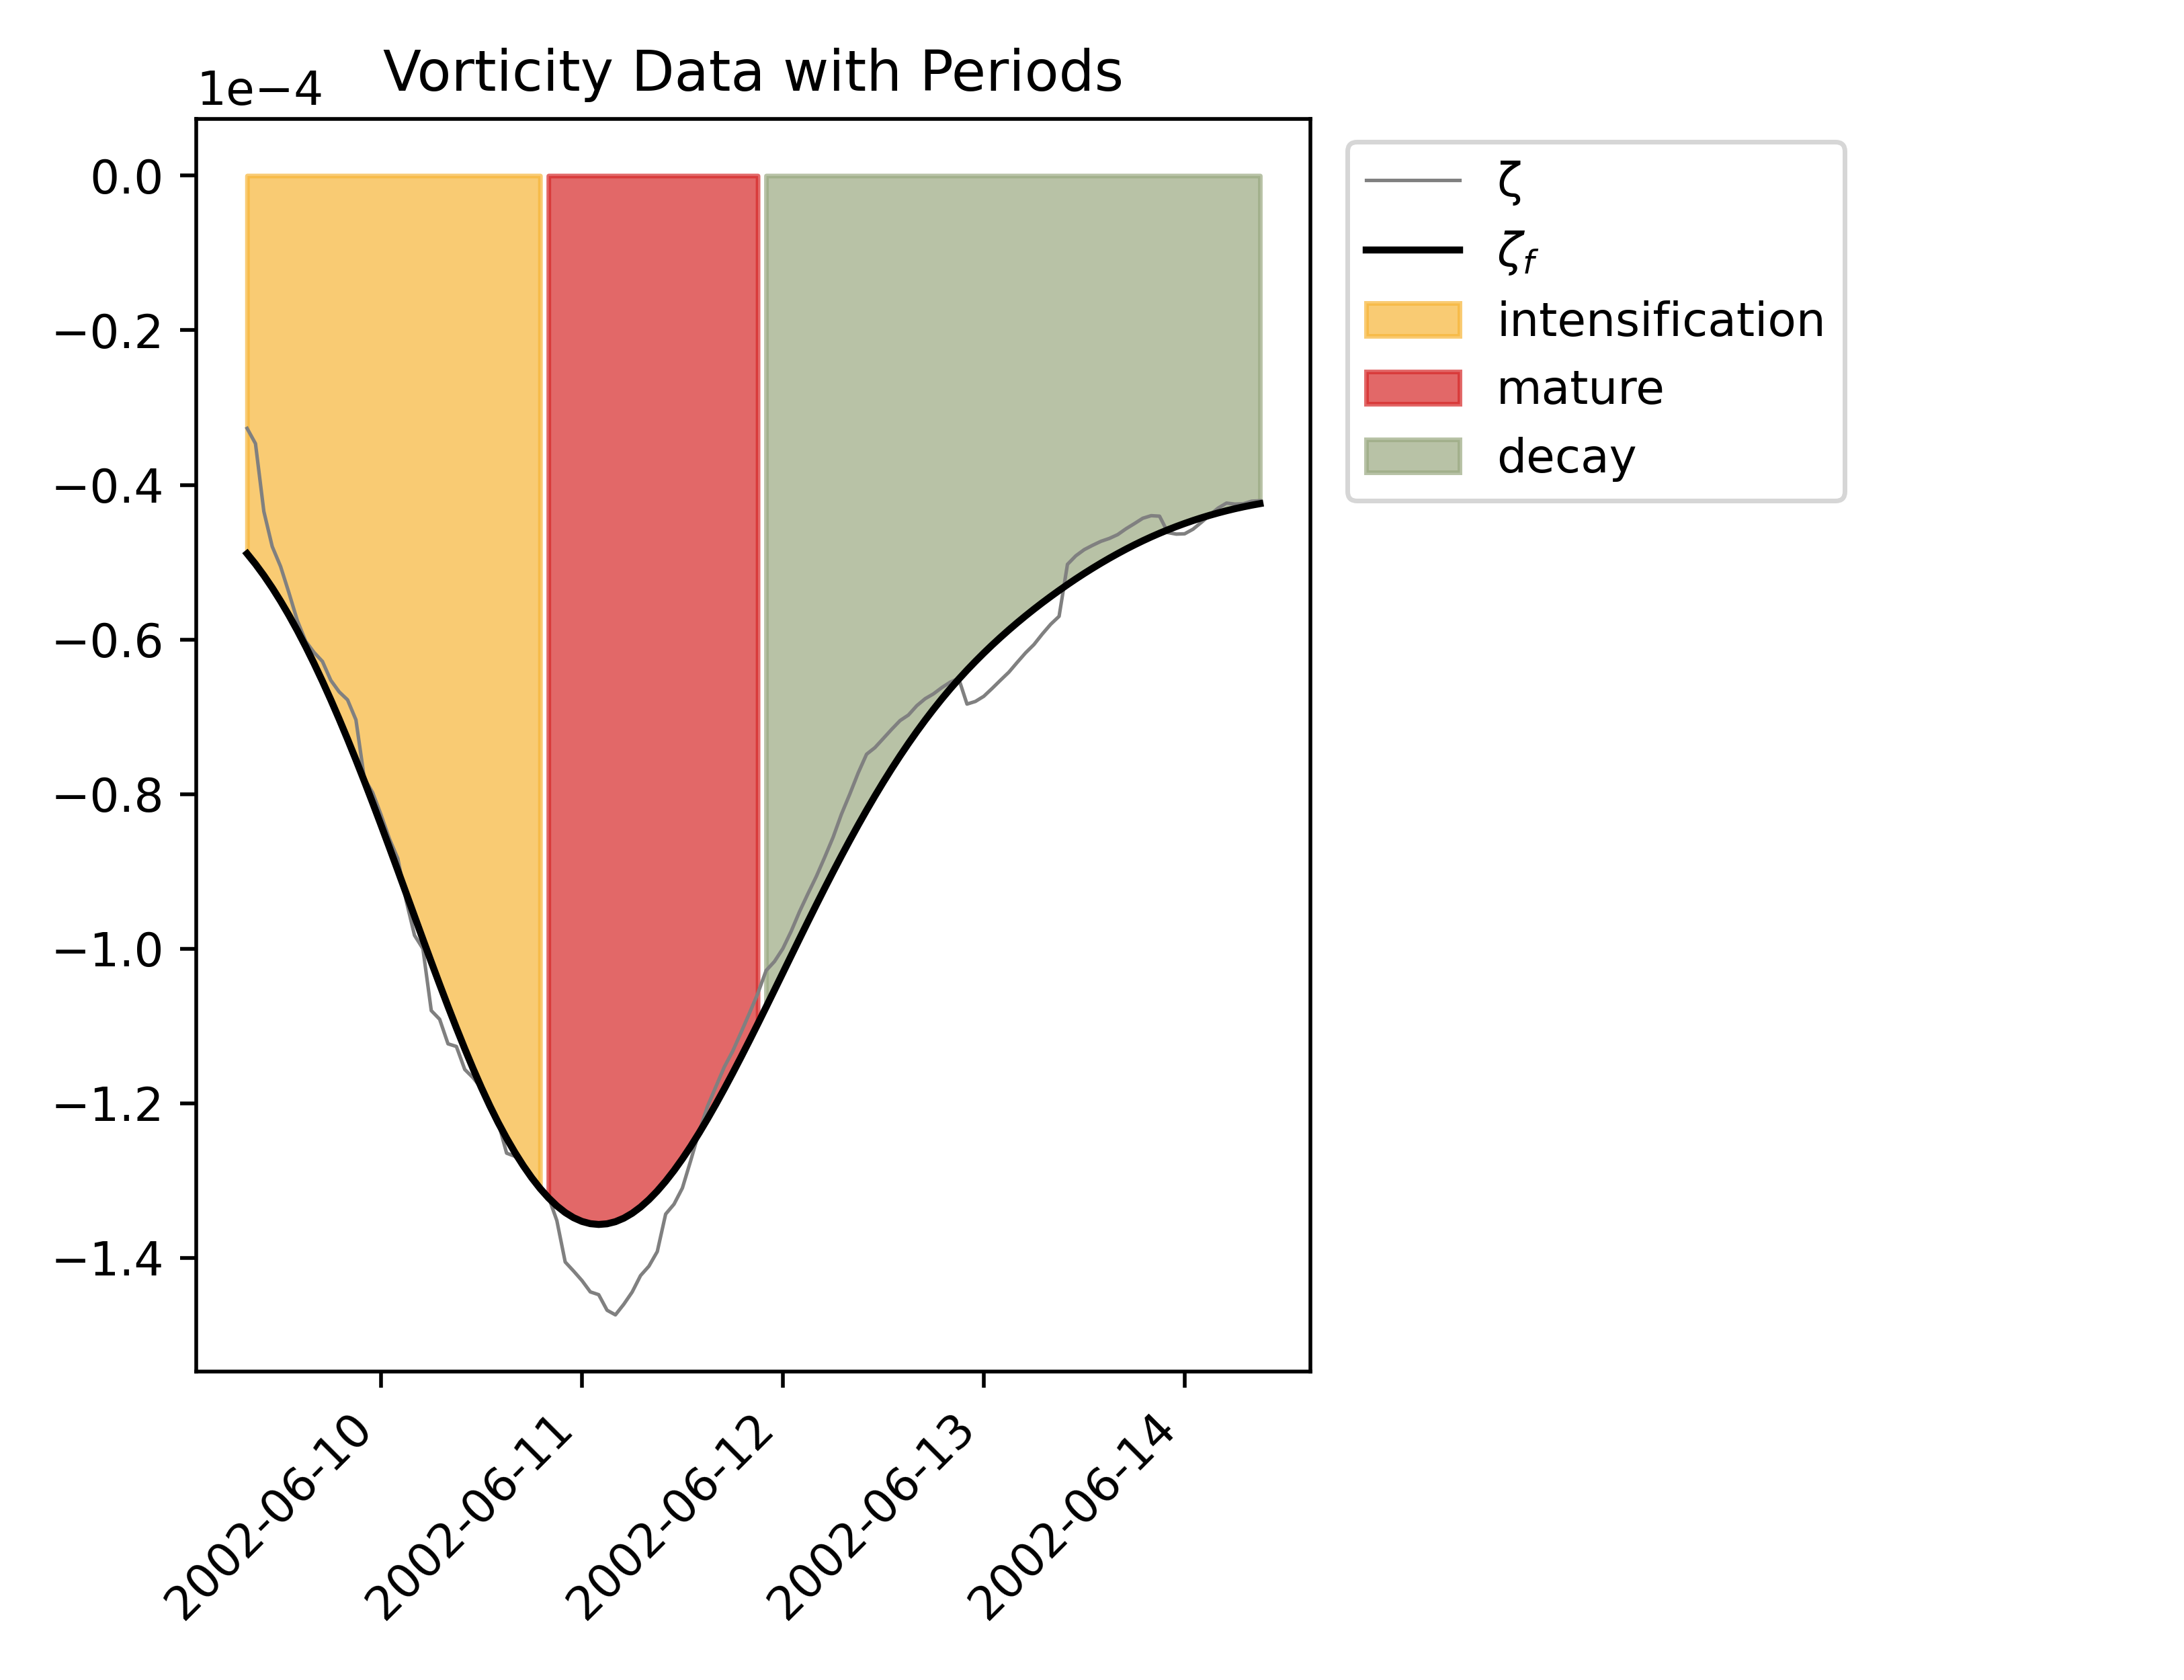 Vorticity Data with Periods
1e−4
0.0
−0.2
−0.4
−0.6
−0.8
−1.0
−1.2
−1.4
2002-06-10
2002-06-11
2002-06-12
2002-06-13
2002-06-14
ζ
ζf
intensification
mature
decay